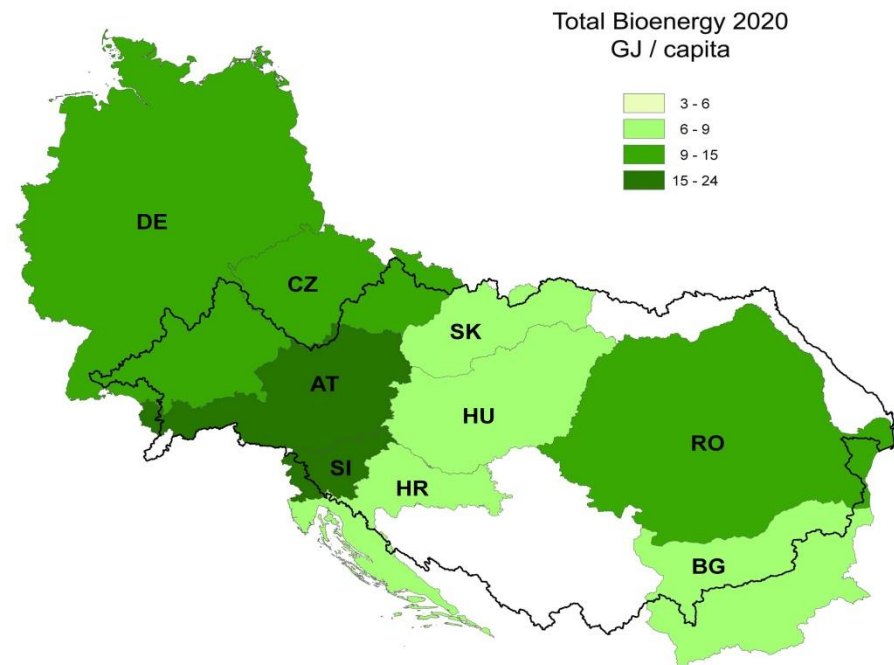 Total Bioenergy 2020
GJ / capita
3 - 6
6 - 9
9 - 15
15 - 24
DE
CZ
SK
AT
HU
RO
SI
HR
BG